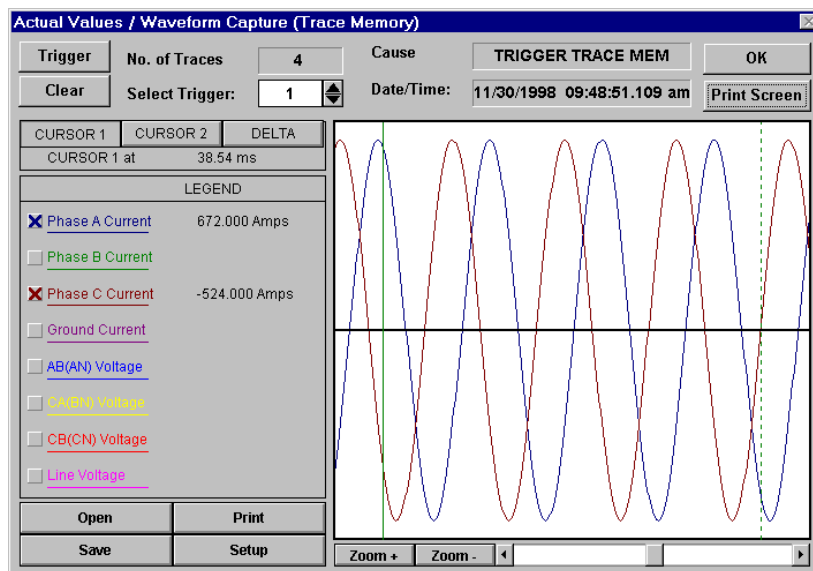 Actual Values / Waveform Capture (Trace Memory)
Trigger
No. of Traces 4
Cause TRIGGER TRACE MEM
OK
Clear
Select Trigger: 1
Date/Time: 11/30/1998 09:48:51.109 am
Print Screen
CURSOR 1 CURSOR 2 DELTA
CURSOR 1 at 38.54 ms
LEGEND
Phase A Current 672.000 Amps
Phase B Current
Phase C Current -524.000 Amps
Ground Current
AB(AN) Voltage
CA(BN) Voltage
CB(CN) Voltage
Line Voltage
Open Print
Save Setup
Zoom + Zoom -